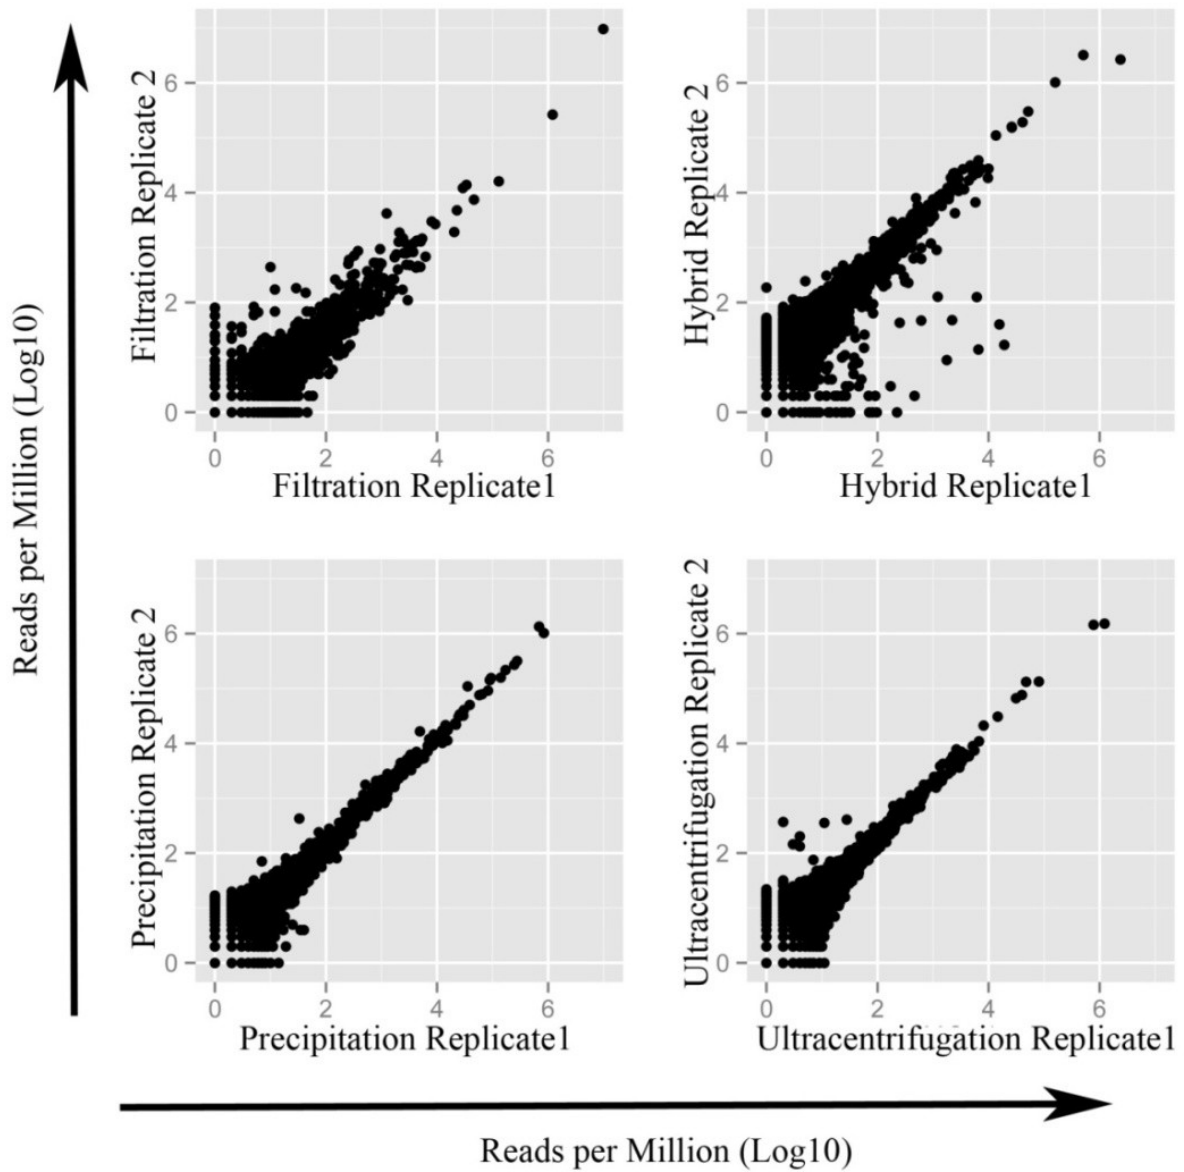 Reads per Million (Log10)
Filtration Replicate 2
6
4
2
0
0 2 4 6
Filtration Replicate1
Hybrid Replicate 2
6
4
2
0
0 2 4 6
Hybrid Replicate1
Precipitation Replicate 2
6
4
2
0
0 2 4 6
Precipitation Replicate1
Ultracentrifugation Replicate 2
6
4
2
0
0 2 4 6
Ultracentrifugation Replicate1
Reads per Million (Log10)